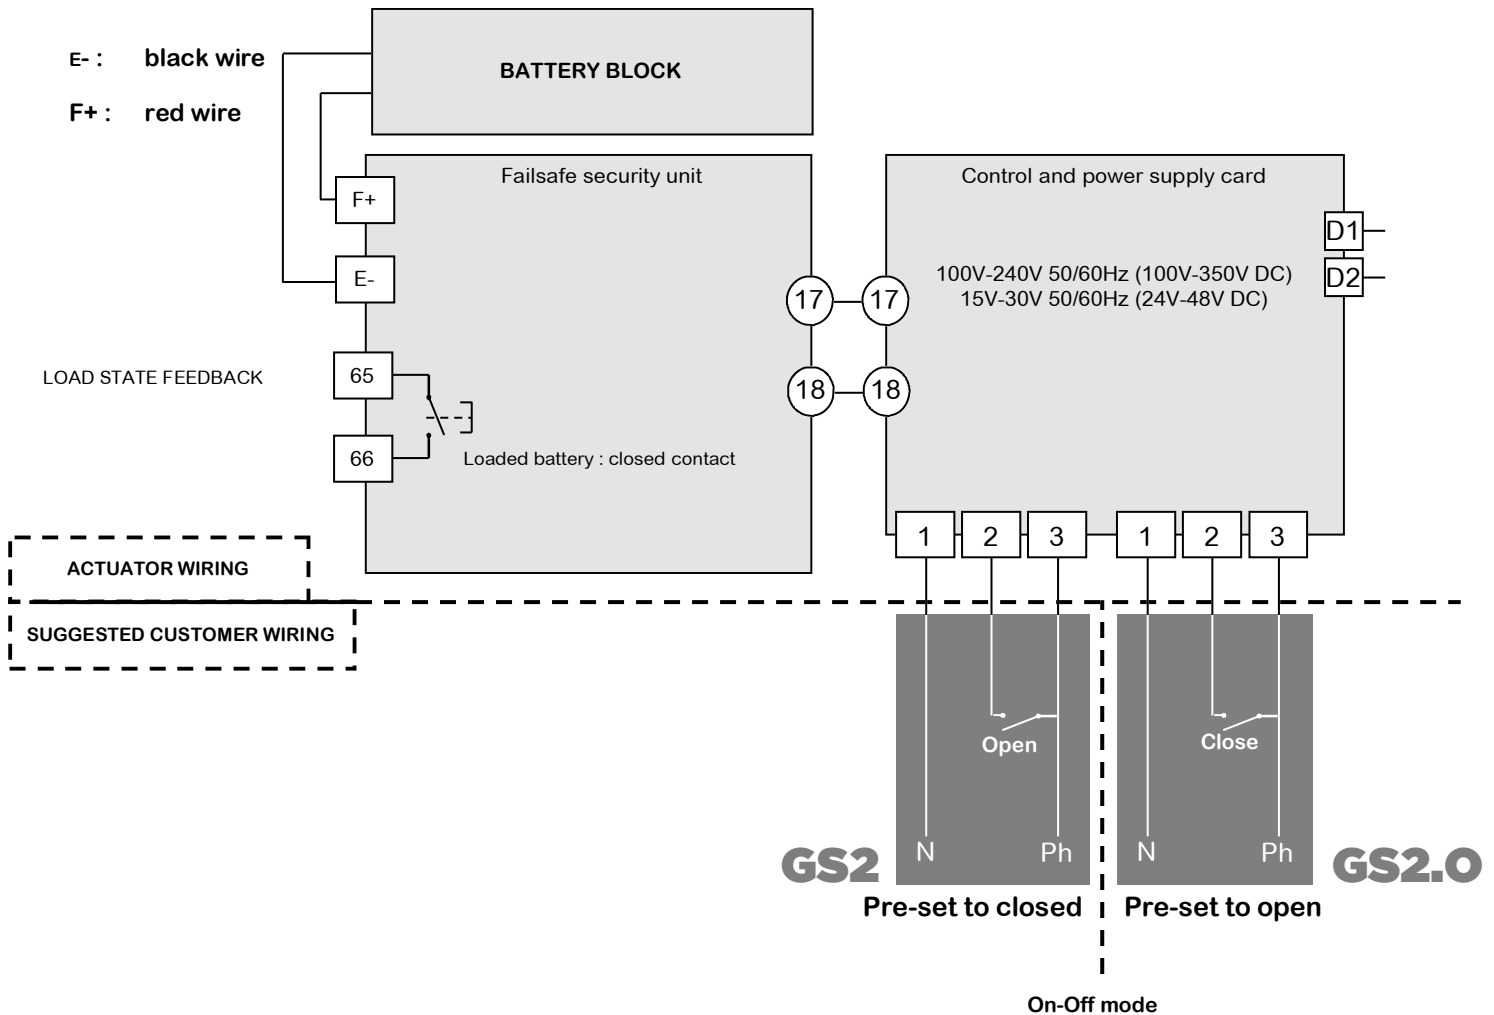 E- : black wire
F+ : red wire
BATTERY BLOCK
Failsafe security unit
F+
E-
17
18
LOAD STATE FEEDBACK
65
66
Loaded battery : closed contact
Control and power supply card
D1
D2
100V-240V 50/60Hz (100V-350V DC)
15V-30V 50/60Hz (24V-48V DC)
17
18
1 2 3 1 2 3
ACTUATOR WIRING
SUGGESTED CUSTOMER WIRING
Open
Close
N Ph N Ph
GS2
GS2.O
Pre-set to closed
Pre-set to open
On-Off mode